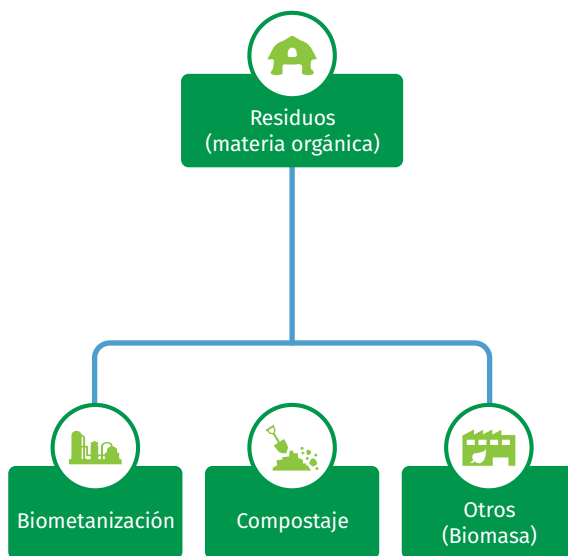 Residuos
(materia orgánica)
Biometanización
Compostaje
Otros
(Biomasa)